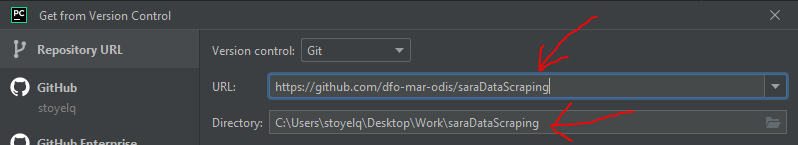 PC Get from Version Control
Repository URL
Version control: Git
GitHub
stoyelq
URL: https://github.com/dfo-mar-odis/saraDataScraping
Directory: C:\Users\stoyelq\Desktop\Work\saraDataScraping
GitHub Enterprise